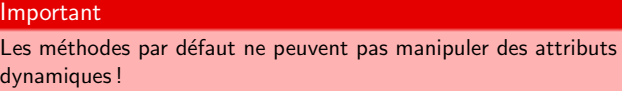 Important
Les méthodes par défaut ne peuvent pas manipuler des attributs
dynamiques !